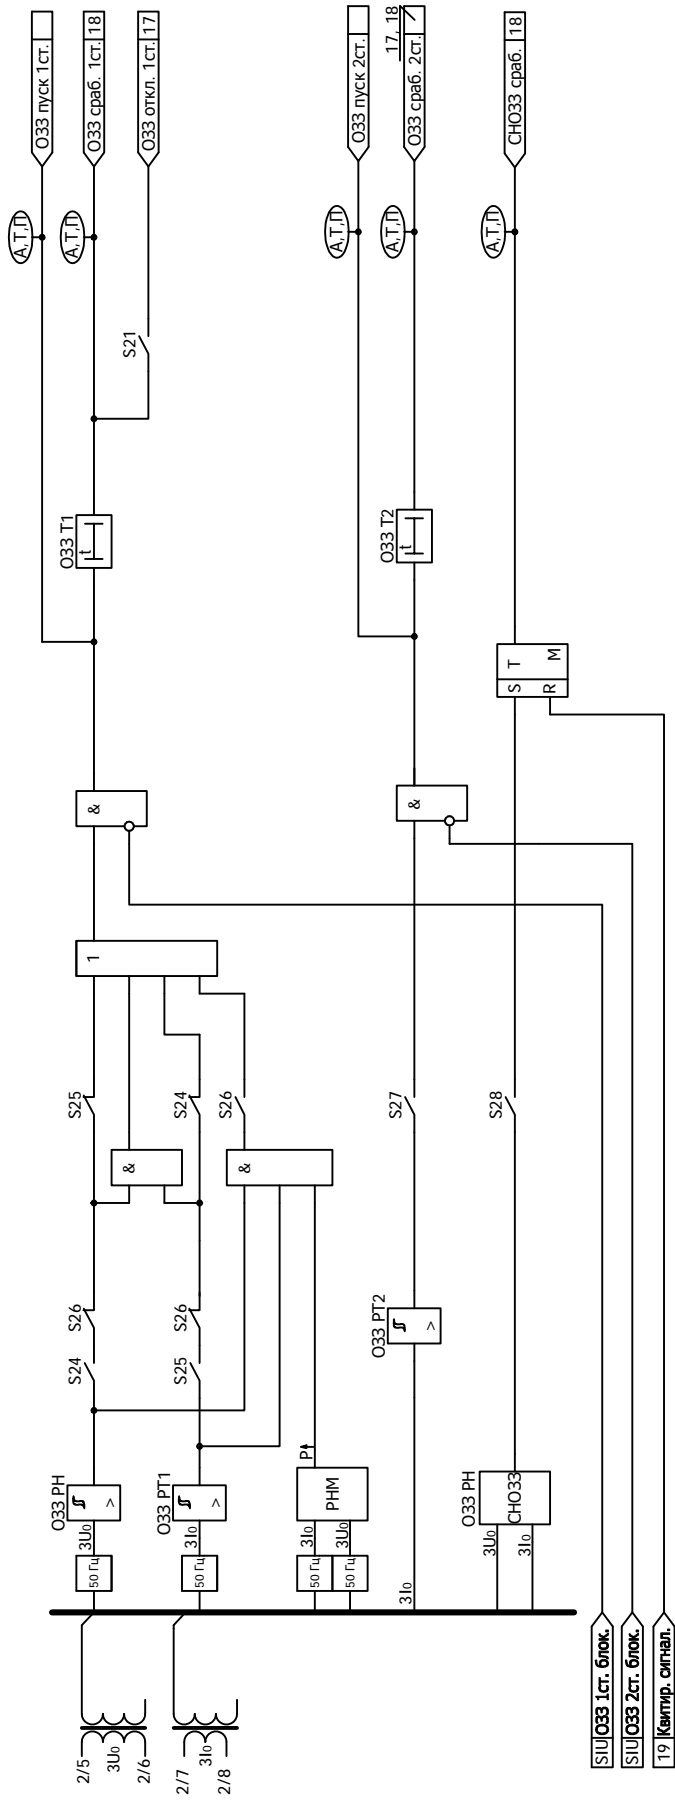 ОЗЗ пуск 1ст.
ОЗЗ сраб. 1ст. 18
ОЗЗ откл. 1ст. 17
ОЗЗ пуск 2ст.
17, 18
ОЗЗ сраб. 2ст.
СНОЗЗ сраб. 18
А,Т,П
А,Т,П
А,Т,П
А,Т,П
А,Т,П
S21
ОЗЗ Т1
t
ОЗЗ Т2
t
S T
R M
&
&
1
S25
S24
S26
S27
S28
&
&
S26
S24
S26
S25
ОЗЗ РТ2
>
ОЗЗ РН
>
3U0
50 Гц
ОЗЗ РТ1
>
3I0
50 Гц
P
РНМ
3I0
3U0
50 Гц
50 Гц
3I0
ОЗЗ РН
СНОЗЗ
3U0
3I0
2/5
3U0
2/6
2/7
3I0
2/8
SIU ОЗЗ 1ст. блок.
SIU ОЗЗ 2ст. блок.
19 Квитир. сигнал.